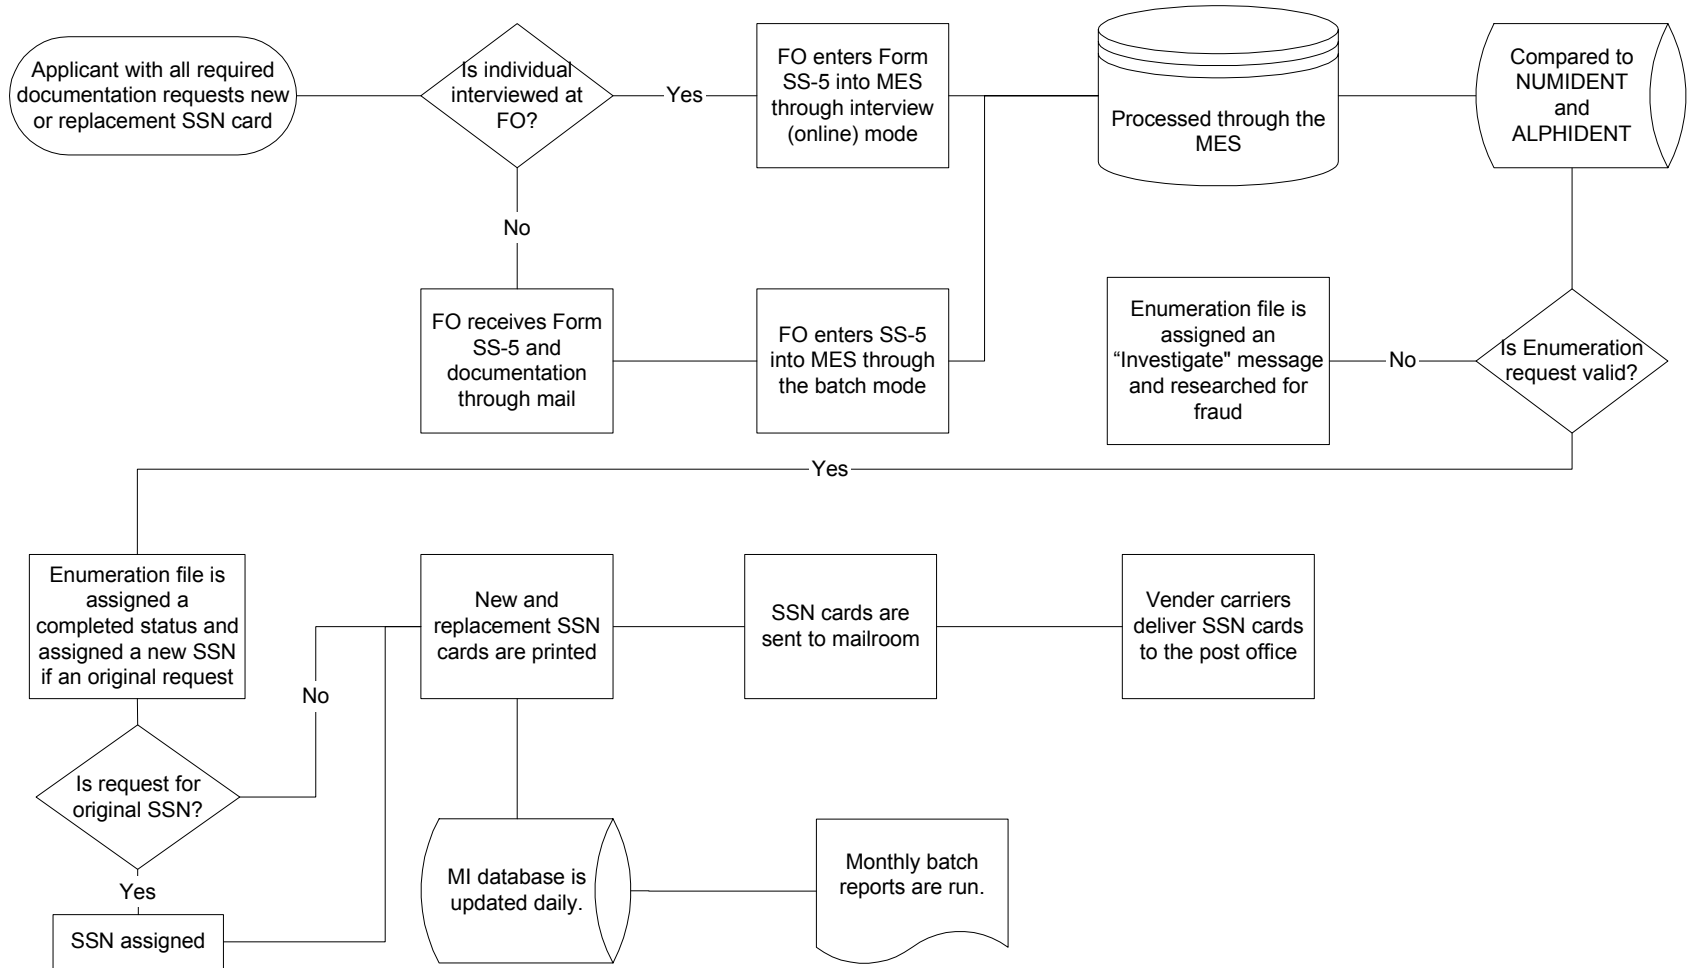 Applicant with all required
documentation requests new
or replacement SSN card
Is individual
interviewed at
FO?
Yes
FO enters Form
SS-5 into MES
through interview
(online) mode
Processed through the
MES
Compared to
NUMIDENT
and
ALPHIDENT
No
FO receives Form
SS-5 and
documentation
through mail
FO enters SS-5
into MES through
the batch mode
Enumeration file is
assigned an
“Investigate" message
and researched for
fraud
No
Is Enumeration
request valid?
Yes
Enumeration file is
assigned a
completed status and
assigned a new SSN
if an original request
No
New and
replacement SSN
cards are printed
SSN cards are
sent to mailroom
Vender carriers
deliver SSN cards
to the post office
Is request for
original SSN?
Yes
SSN assigned
MI database is
updated daily.
Monthly batch
reports are run.